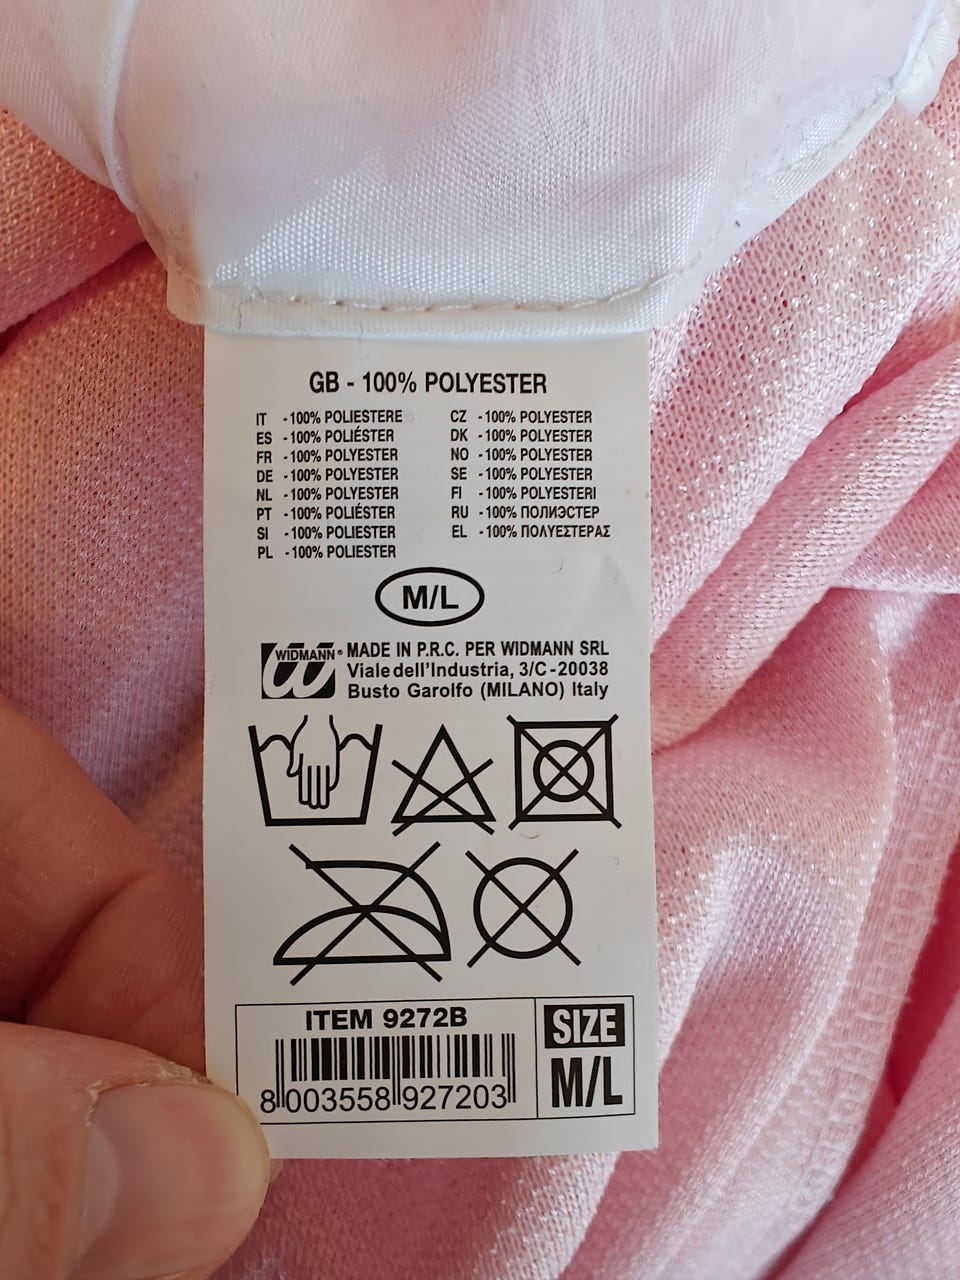 GB - 100% POLYESTER
IT - 100% POLIESTERE
ES - 100% POLIÉSTER
FR - 100% POLYESTER
DE - 100% POLYESTER
NL - 100% POLYESTER
PT - 100% POLIÉSTER
SI - 100% POLIESTER
PL - 100% POLIESTER
CZ - 100% POLYESTER
DK - 100% POLYESTER
NO - 100% POLYESTER
SE - 100% POLYESTER
FI - 100% POLYESTERI
RU - 100% ПОЛИЭСТЕР
EL - 100% ΠΟΛΥΕΣΤΕΡΑΣ
M/L
WIDMANN®
MADE IN P.R.C. PER WIDMANN SRL
Viale dell'Industria, 3/C - 20038
Busto Garolfo (MILANO) Italy
ITEM 9272B
8 003558 927203
SIZE
M/L